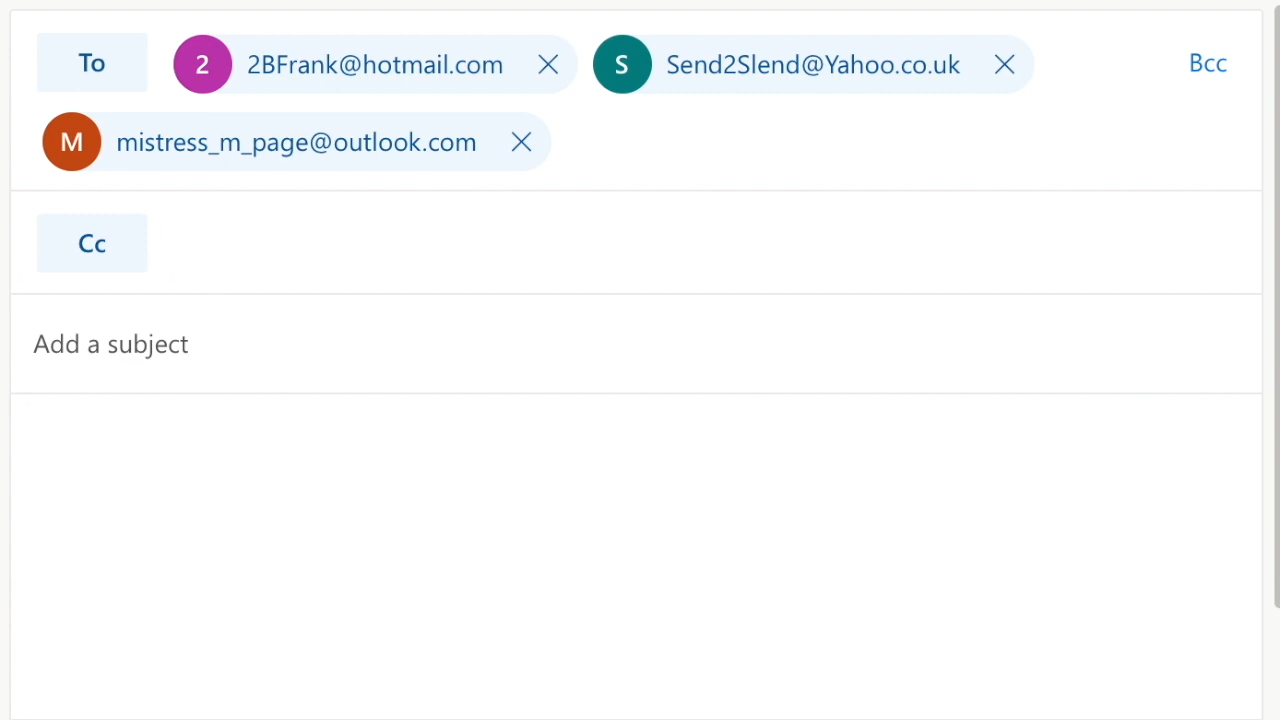 To 2 2BFrank@hotmail.com S Send2Slend@Yahoo.co.uk Bcc
M mistress_m_page@outlook.com
Cc
Add a subject